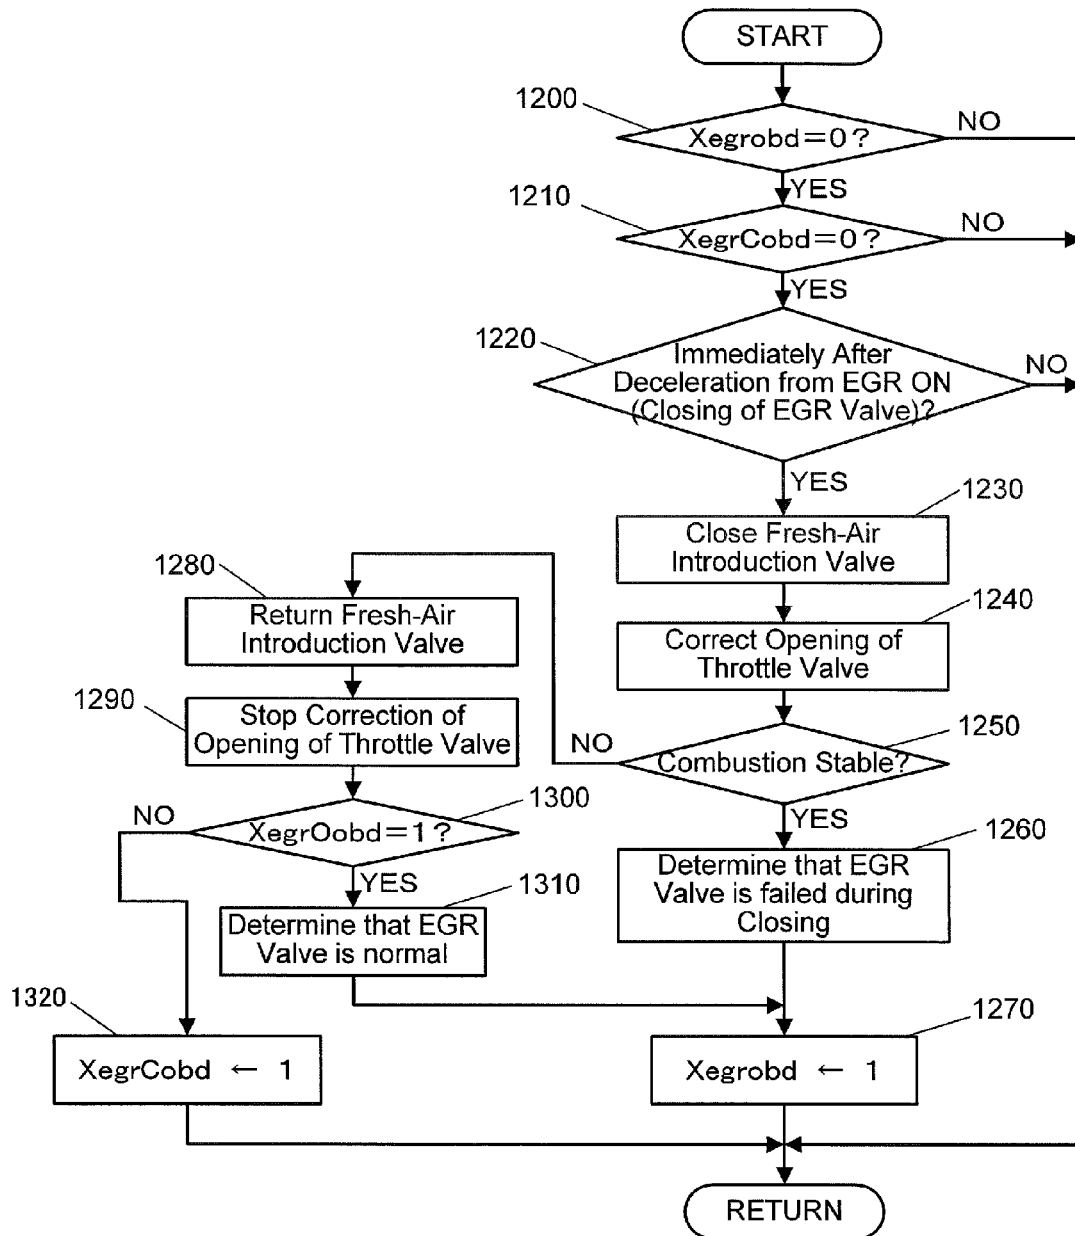 START
1200
Xegrobd=0?
NO
YES
1210
XegrCobd=0?
NO
YES
1220
Immediately After
Deceleration from EGR ON
(Closing of EGR Valve)?
NO
YES
1230
Close Fresh-Air
Introduction Valve
1280
Return Fresh-Air
Introduction Valve
1240
Correct Opening of
Throttle Valve
1290
Stop Correction of
Opening of Throttle Valve
1250
NO
Combustion Stable?
YES
1300
NO
XegrOobd=1?
YES
1260
Determine that EGR
Valve is failed during
Closing
1310
Determine that EGR
Valve is normal
1320
XegrCobd ← 1
1270
Xegrobd ← 1
RETURN